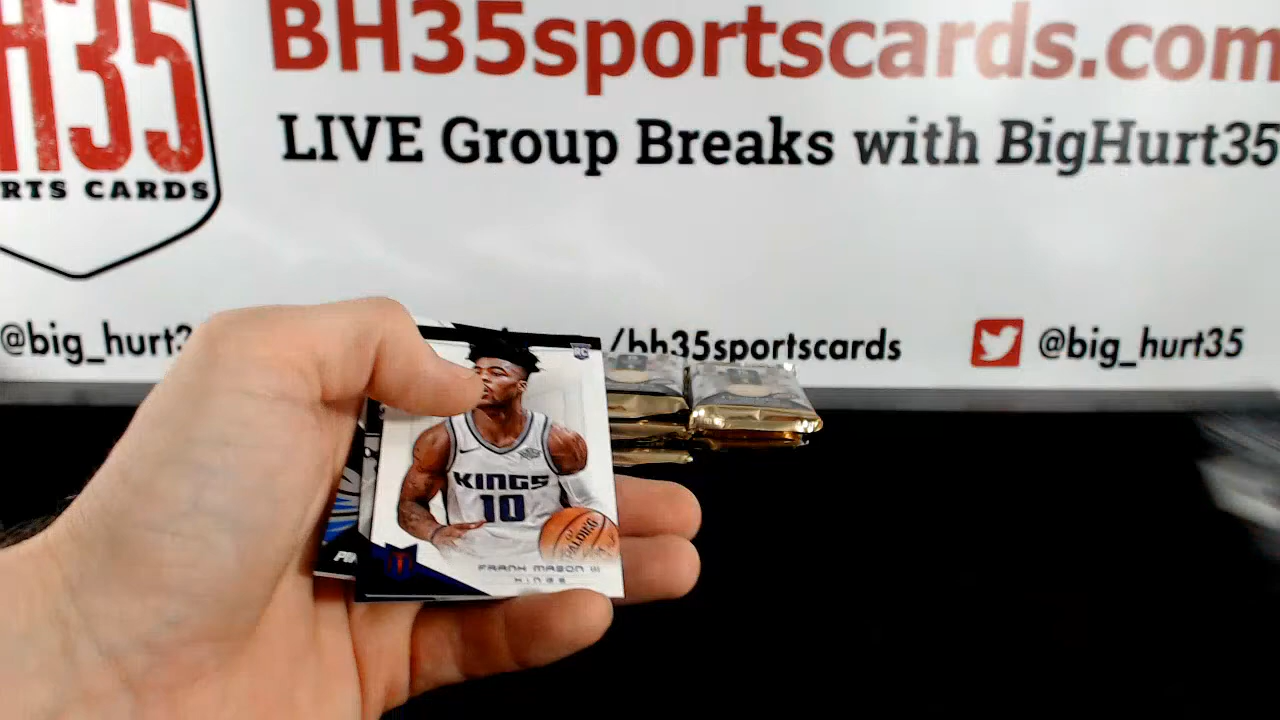 H35
RTS CARDS
BH35sportscards.com
LIVE Group Breaks with BigHurt35
@big_hurt3
/bh35sportscards
@big_hurt35
RC
KINGS
10
SPALDING
FRANK MASON III
KINGS